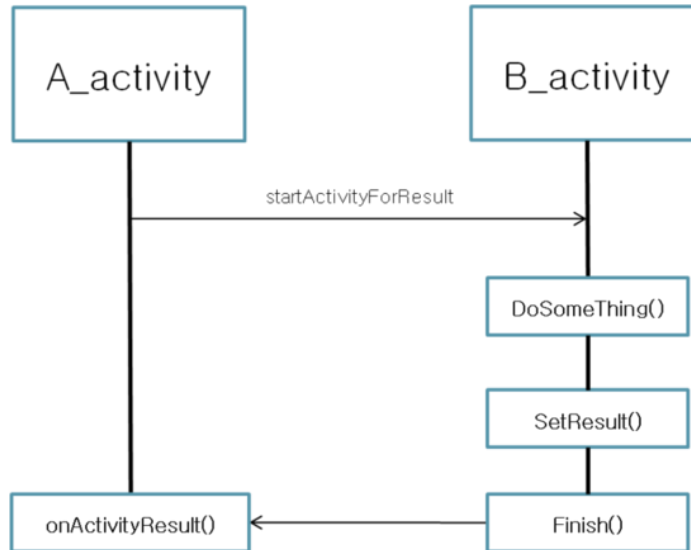 A_activity
B_activity
startActivityForResult
DoSomeThing()
SetResult()
onActivityResult()
Finish()